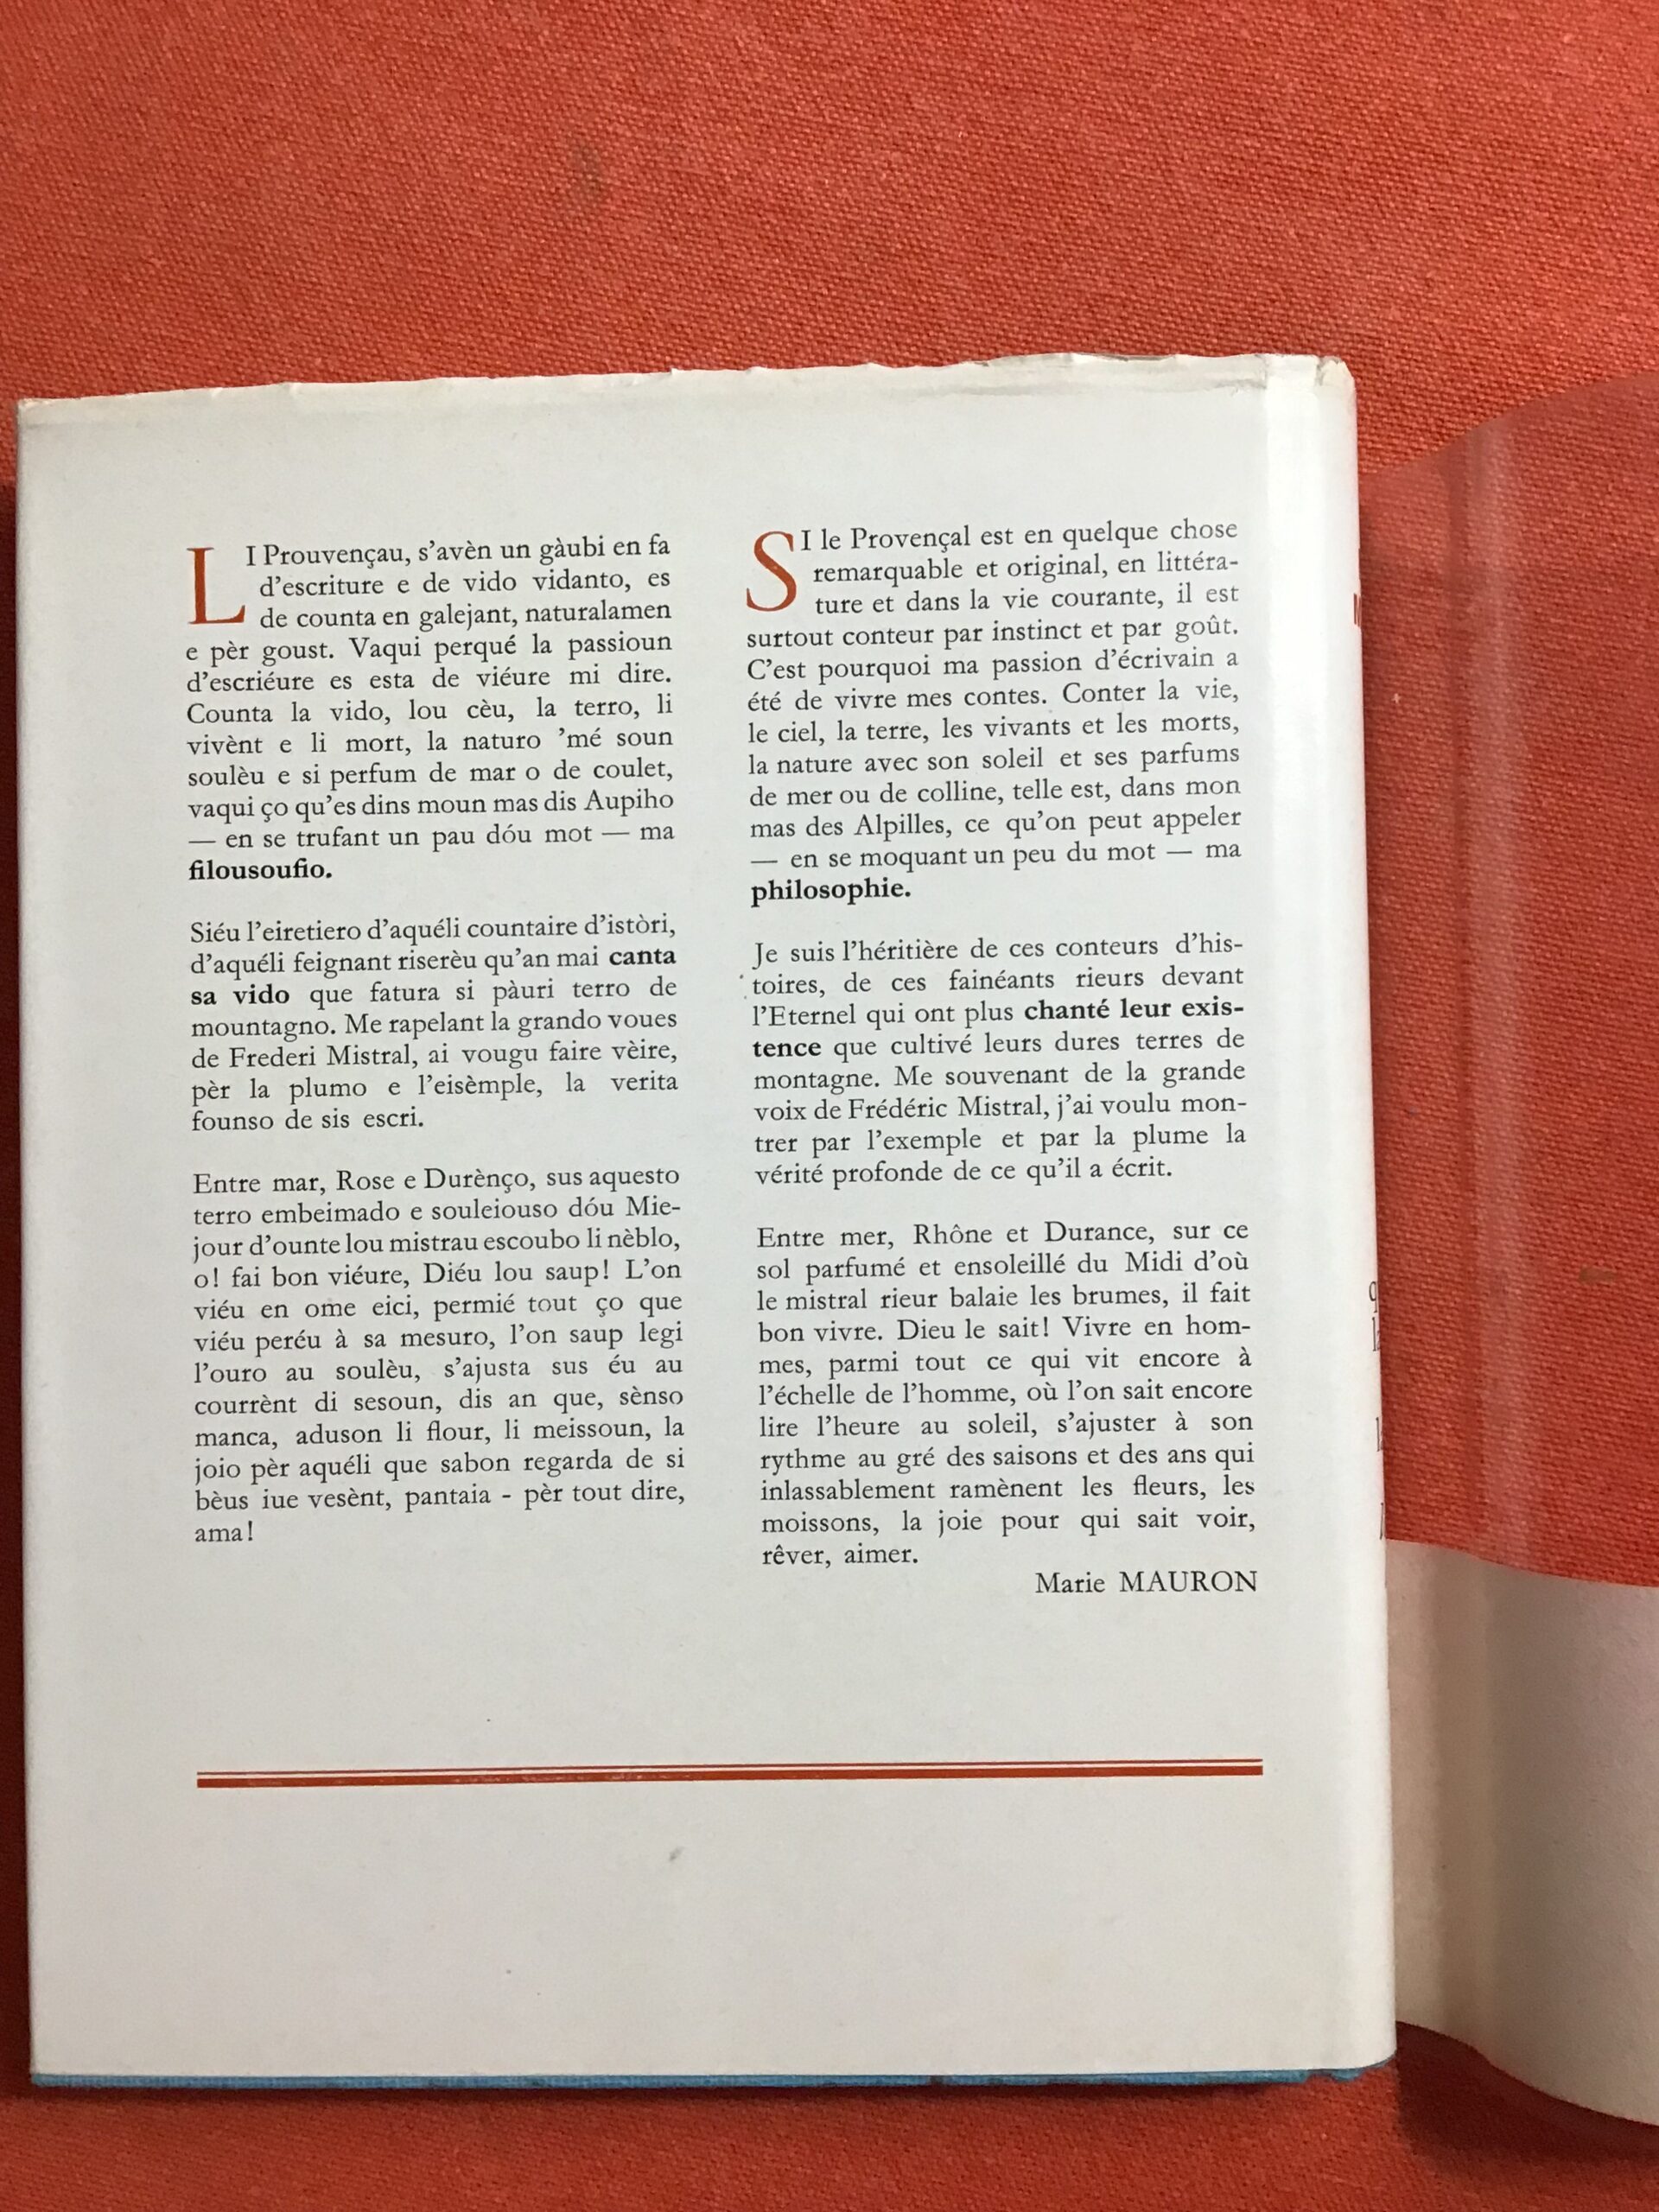 LI Prouvençau, s'avèn un gàubi en fa
d'escriture e de vido vidanto, es
de counta en galejant, naturalamen
e pèr goust. Vaqui perqué la passioun
d'escriéure es esta de viéure mi dire.
Counta la vido, lou cèu, la terro, li
vivènt e li mort, la naturo 'mé soun
soulèu e si perfum de mar o de coulet,
vaqui ço qu'es dins moun mas dis Aupiho
— en se trufant un pau dóu mot — ma
filousoufio.
Siéu l'eiretiero d'aquéli countaire d'istòri,
d'aquéli feignant riserèu qu'an mai canta
sa vido que fatura si pàuri terro de
mountagno. Me rapelant la grando voues
de Frederi Mistral, ai vougu faire vèire,
pèr la plumo e l'eisèmple, la verita
founso de sis escri.
Entre mar, Rose e Durènço, sus aquesto
terro embeimado e souleiouso dóu Mie-
jour d'ounte lou mistrau escoubo li nèblo,
o! fai bon viéure, Diéu lou saup! L'on
viéu en ome eici, permié tout ço que
viéu peréu à sa mesuro, l'on saup legi
l'ouro au soulèu, s'ajusta sus éu au
courrènt di sesoun, dis an que, sènso
manca, aduson li flour, li meissoun, la
joio pèr aquéli que sabon regarda de si
bèus iue vesènt, pantaia - pèr tout dire,
ama!
SI le Provençal est en quelque chose
remarquable et original, en littéra-
ture et dans la vie courante, il est
surtout conteur par instinct et par goût.
C'est pourquoi ma passion d'écrivain a
été de vivre mes contes. Conter la vie,
le ciel, la terre, les vivants et les morts,
la nature avec son soleil et ses parfums
de mer ou de colline, telle est, dans mon
mas des Alpilles, ce qu'on peut appeler
— en se moquant un peu du mot — ma
philosophie.
Je suis l'héritière de ces conteurs d'his-
toires, de ces fainéants rieurs devant
l'Eternel qui ont plus chanté leur exis-
tence que cultivé leurs dures terres de
montagne. Me souvenant de la grande
voix de Frédéric Mistral, j'ai voulu mon-
trer par l'exemple et par la plume la
vérité profonde de ce qu'il a écrit.
Entre mer, Rhône et Durance, sur ce
sol parfumé et ensoleillé du Midi d'où
le mistral rieur balaie les brumes, il fait
bon vivre. Dieu le sait! Vivre en hom-
mes, parmi tout ce qui vit encore à
l'échelle de l'homme, où l'on sait encore
lire l'heure au soleil, s'ajuster à son
rythme au gré des saisons et des ans qui
inlassablement ramènent les fleurs, les
moissons, la joie pour qui sait voir,
rêver, aimer.
Marie MAURON